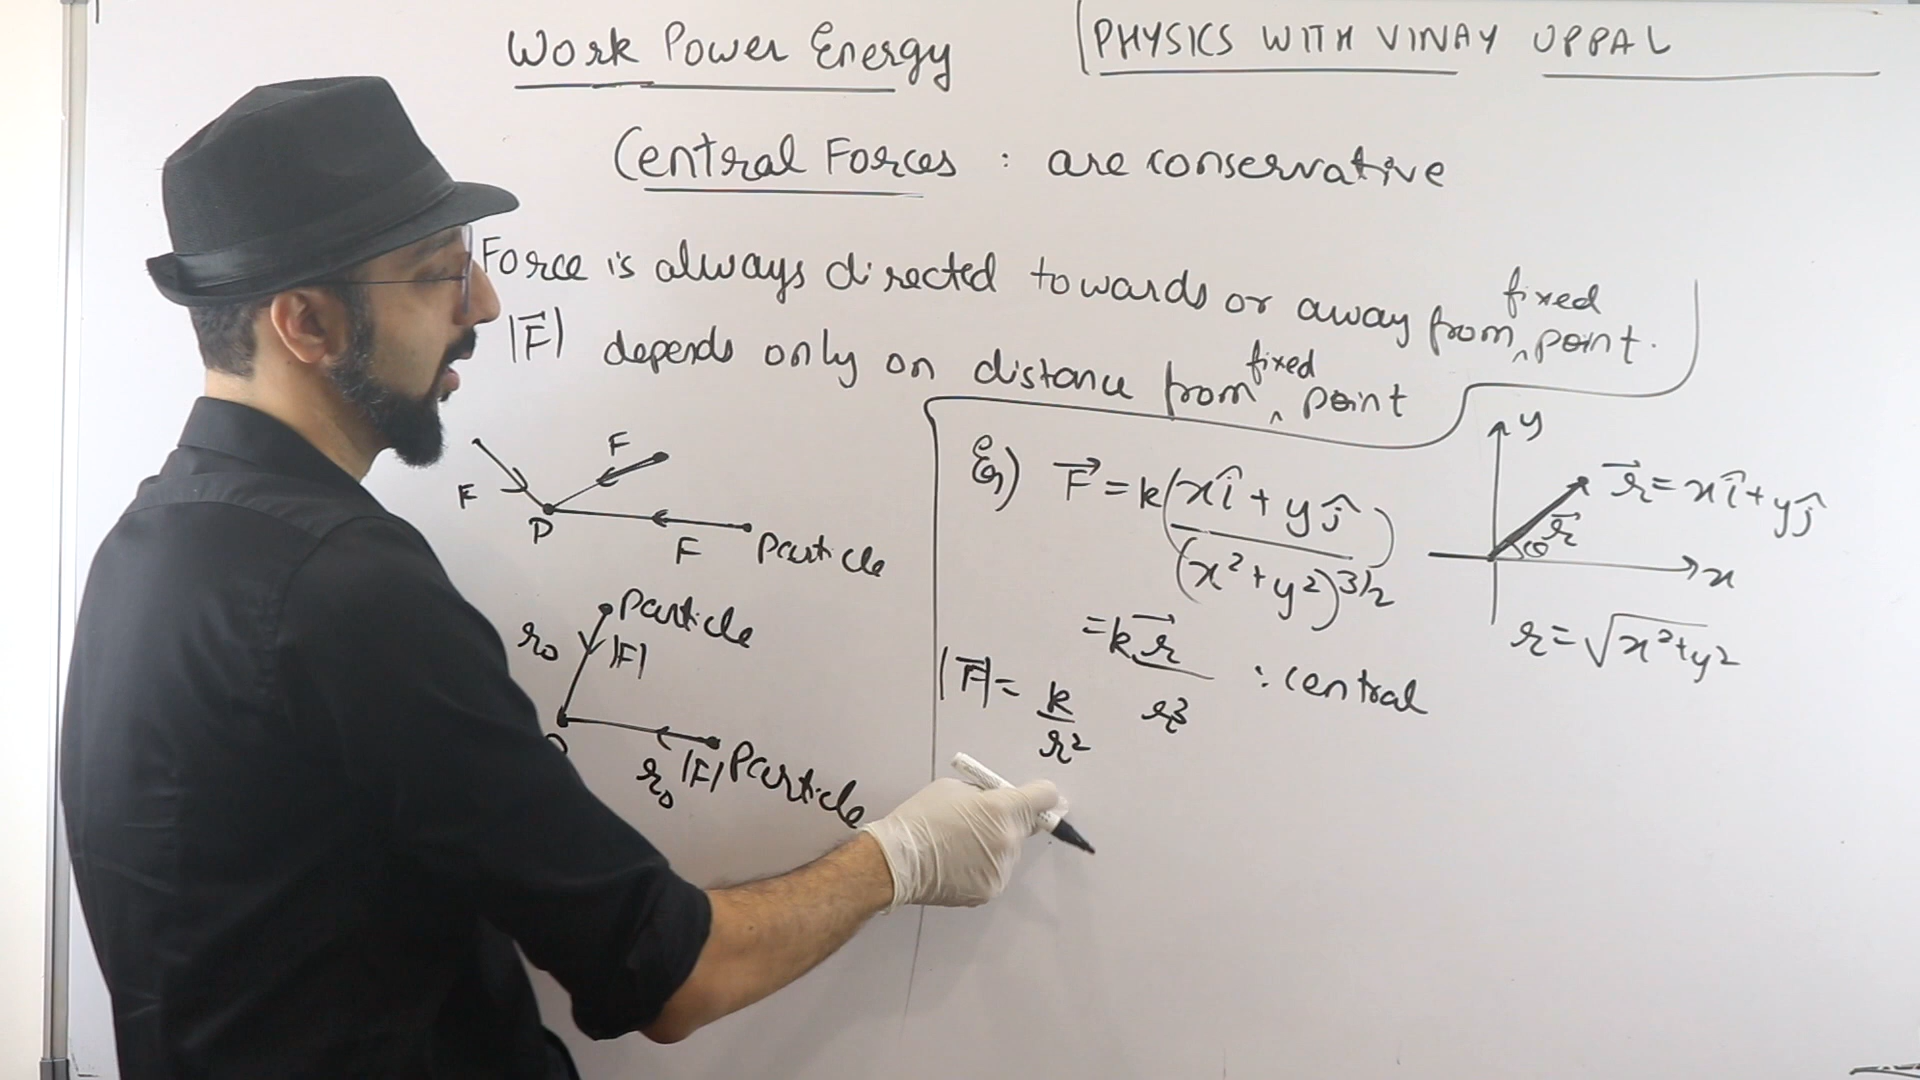 Work Power Energy
PHYSICS WITH VINAY UPPAL
Central Forces : are conservative
Force is always directed towards or away from fixed point.
|F⃗| depends only on distance from fixed point
F
F
P
F
Particle
Particle
r₀
|F|
r₀
|F|
Particle
Eg) F⃗ = k(xî + yĵ / (x² + y²)^3/2)
= k r⃗ / r³ : central
|F⃗| = k / r²
y
r⃗ = xî + yĵ
r⃗
θ
x
r = √x²+y²